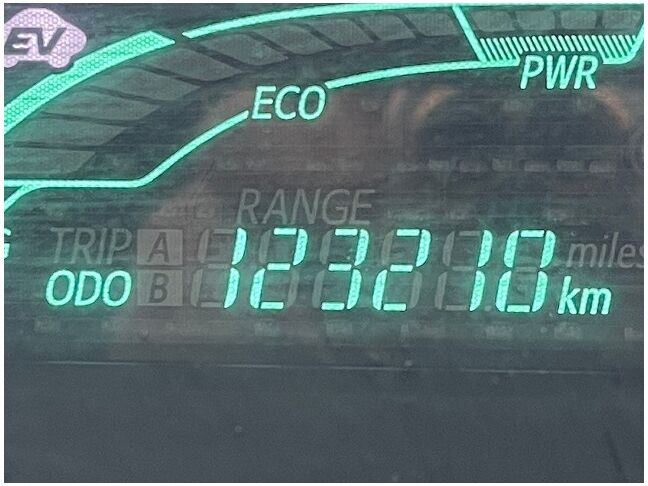 EV
PWR
ECO
RANGE
TRIP A miles
ODO B 123210 km